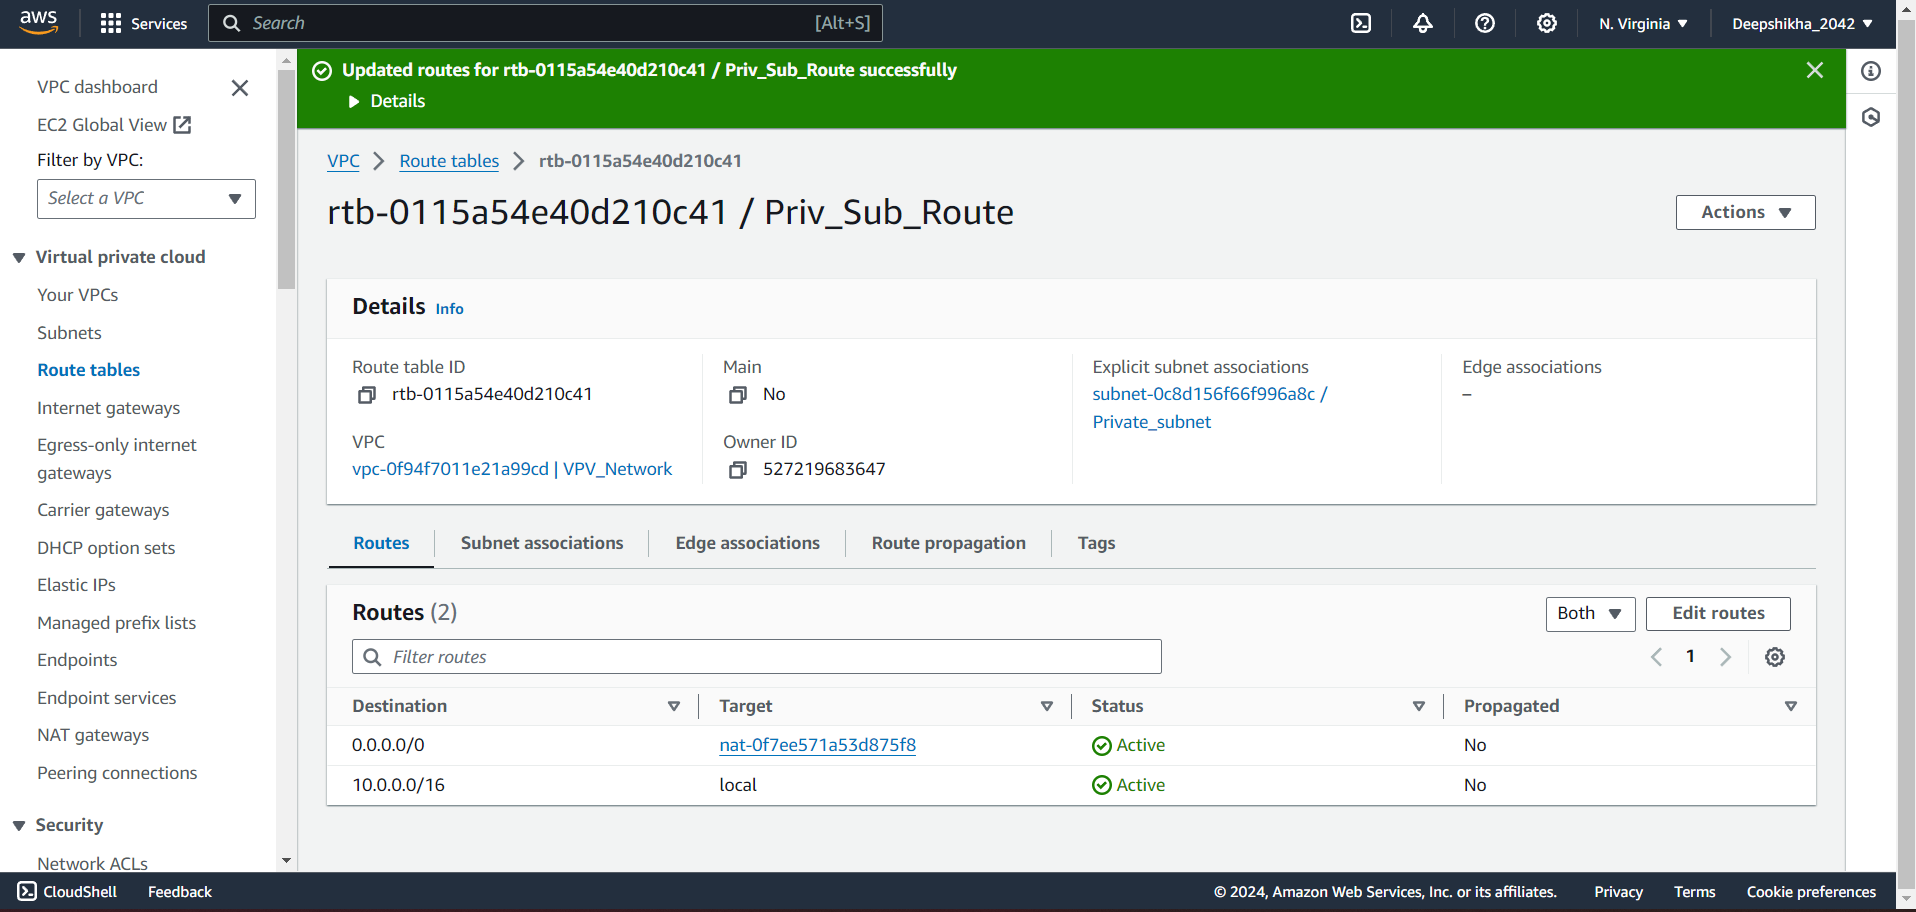 aws
Services
Search [Alt+S]
N. Virginia
Deepshikha_2042
VPC dashboard
EC2 Global View
Filter by VPC:
Select a VPC
Virtual private cloud
Your VPCs
Subnets
Route tables
Internet gateways
Egress-only internet
gateways
Carrier gateways
DHCP option sets
Elastic IPs
Managed prefix lists
Endpoints
Endpoint services
NAT gateways
Peering connections
Security
Network ACLs
Updated routes for rtb-0115a54e40d210c41 / Priv_Sub_Route successfully
Details
VPC > Route tables > rtb-0115a54e40d210c41
rtb-0115a54e40d210c41 / Priv_Sub_Route
Actions
Details Info
Route table ID
rtb-0115a54e40d210c41
VPC
vpc-0f94f7011e21a99cd | VPV_Network
Main
No
Owner ID
527219683647
Explicit subnet associations
subnet-0c8d156f66f996a8c /
Private_subnet
Edge associations
–
Routes Subnet associations Edge associations Route propagation Tags
Routes (2)
Both
Edit routes
Filter routes
1
Destination Target Status Propagated
0.0.0.0/0 nat-0f7ee571a53d875f8 Active No
10.0.0.0/16 local Active No
CloudShell Feedback © 2024, Amazon Web Services, Inc. or its affiliates. Privacy Terms Cookie preferences